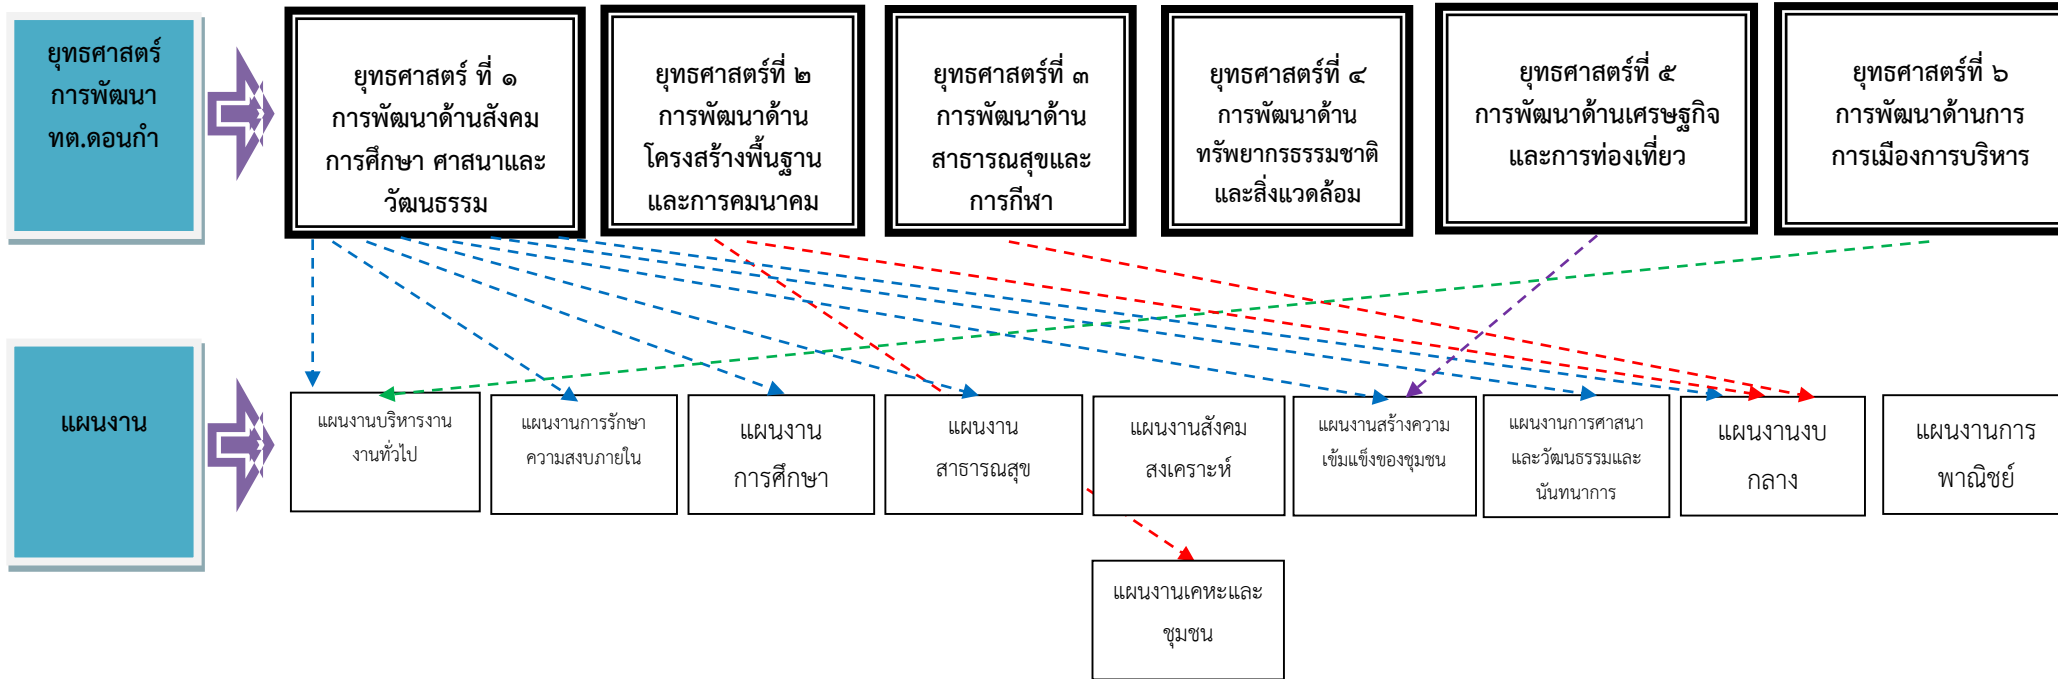 ยุทธศาสตร์
การพัฒนา
ทต.ดอนกำ
ยุทธศาสตร์ ที่ ๑
การพัฒนาด้านสังคม
การศึกษา ศาสนาและ
วัฒนธรรม
ยุทธศาสตร์ที่ ๒
การพัฒนาด้าน
โครงสร้างพื้นฐาน
และการคมนาคม
ยุทธศาสตร์ที่ ๓
การพัฒนาด้าน
สาธารณสุขและ
การกีฬา
ยุทธศาสตร์ที่ ๔
การพัฒนาด้าน
ทรัพยากรธรรมชาติ
และสิ่งแวดล้อม
ยุทธศาสตร์ที่ ๕
การพัฒนาด้านเศรษฐกิจ
และการท่องเที่ยว
ยุทธศาสตร์ที่ ๖
การพัฒนาด้านการ
การเมืองการบริหาร
แผนงาน
แผนงานบริหารงาน
งานทั่วไป
แผนงานการรักษา
ความสงบภายใน
แผนงาน
การศึกษา
แผนงาน
สาธารณสุข
แผนงานสังคม
สงเคราะห์
แผนงานสร้างความ
เข้มแข็งของชุมชน
แผนงานการศาสนา
และวัฒนธรรมและ
นันทนาการ
แผนงานงบ
กลาง
แผนงานการ
พาณิชย์
แผนงานเคหะและ
ชุมชน